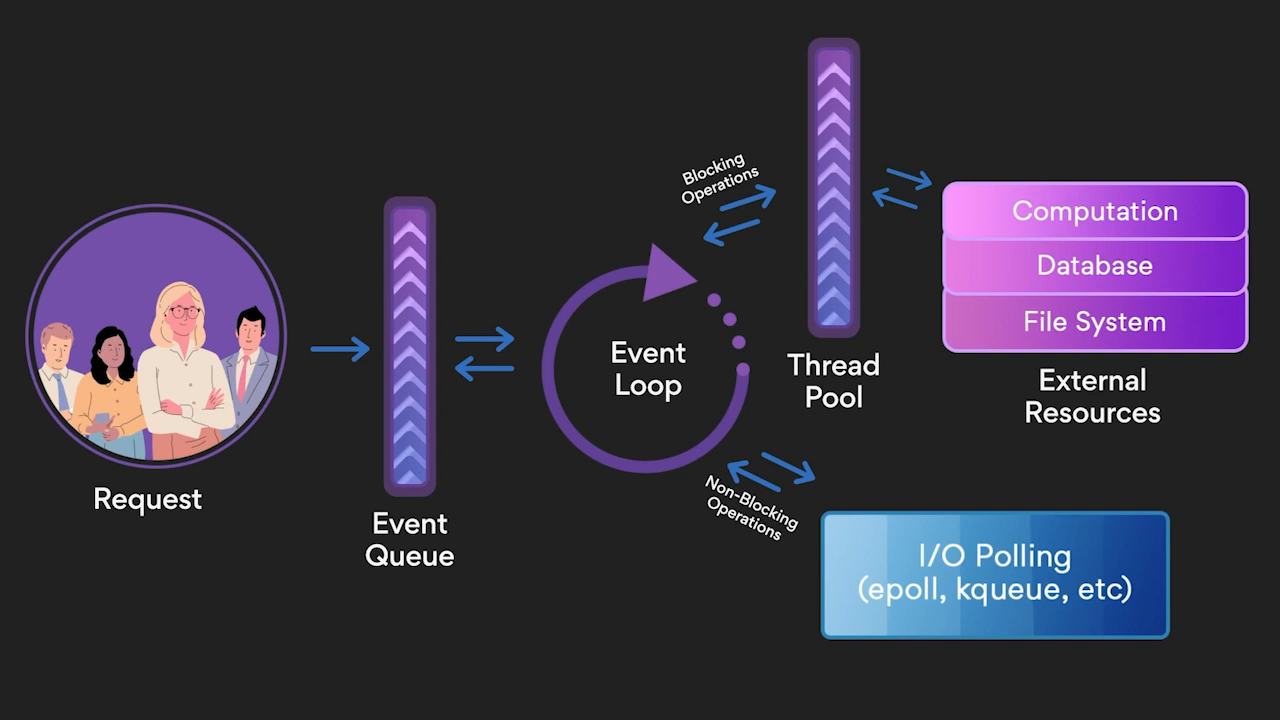 Request
Event
Queue
Event
Loop
Blocking
Operations
Non-Blocking
Operations
Thread
Pool
Computation
Database
File System
External
Resources
I/O Polling
(epoll, kqueue, etc)